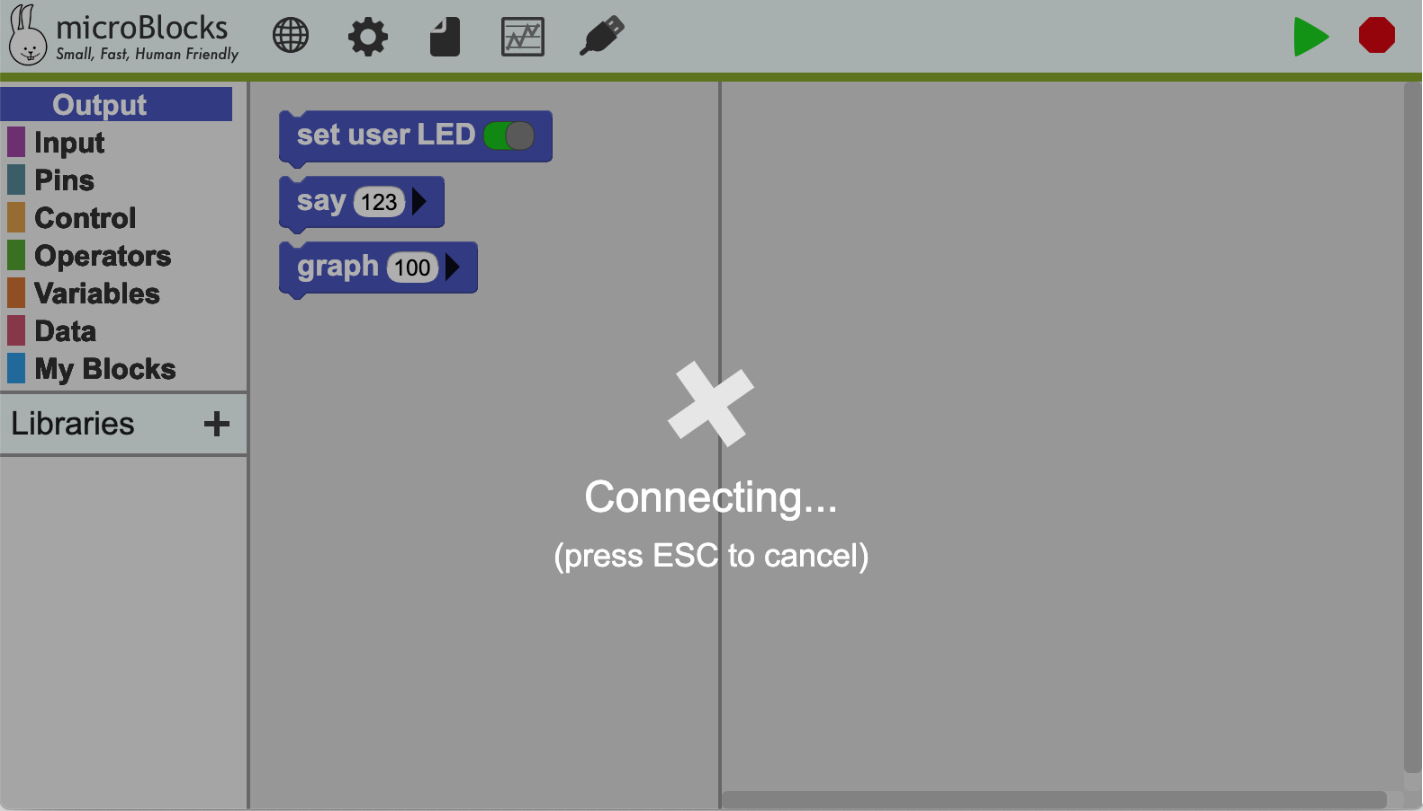 microBlocks
Small, Fast, Human Friendly
Output
Input
Pins
Control
Operators
Variables
Data
My Blocks
Libraries +
set user LED
say 123
graph 100
Connecting...
(press ESC to cancel)